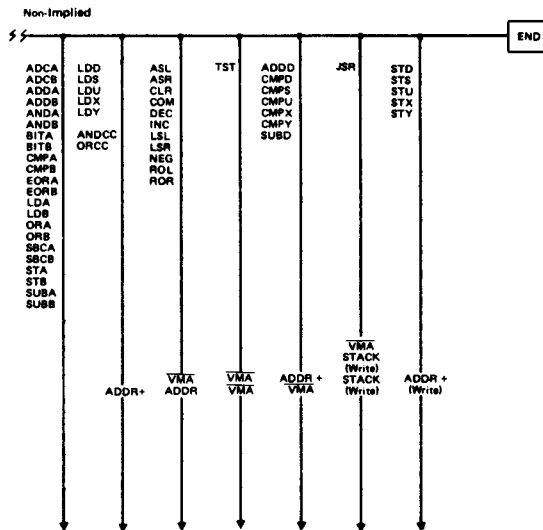 Non-Implied
END
ADCA
ADCB
ADDA
ADDB
ANDA
ANDB
BITA
BITB
CMPA
CMPB
EORA
EORB
LDA
LDB
ORA
ORB
SBCA
SBCB
STA
STB
SUBA
SUBB
LDD
LDS
LDU
LDX
LDY
ANDCC
ORCC
ADDR+
ASL
ASR
CLR
COM
DEC
INC
LSL
LSR
NEG
ROL
ROR
VMA
ADDR
TST
VMA
VMA
ADDD
CMPD
CMPS
CMPU
CMPX
CMPY
SUBD
ADDR +
VMA
JSR
VMA
STACK
(Write)
STACK
(Write)
STD
STS
STU
STX
STY
ADDR +
(Write)